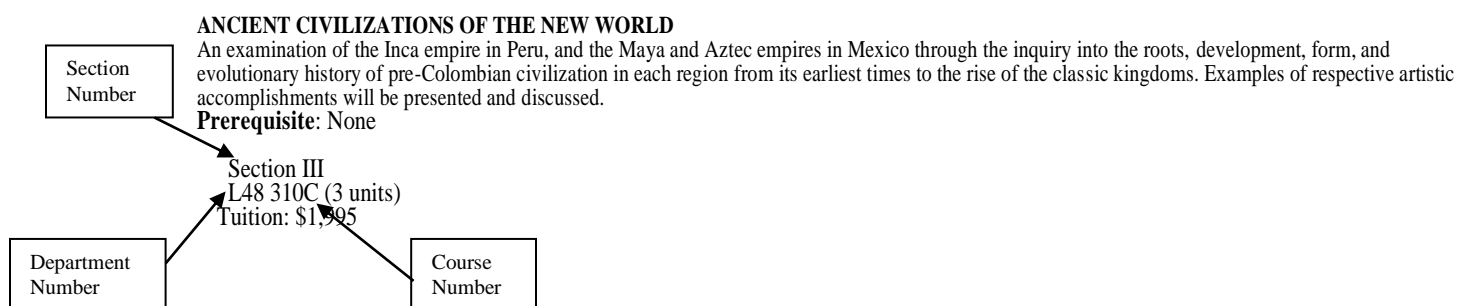 ANCIENT CIVILIZATIONS OF THE NEW WORLD
An examination of the Inca empire in Peru, and the Maya and Aztec empires in Mexico through the inquiry into the roots, development, form, and
evolutionary history of pre-Colombian civilization in each region from its earliest times to the rise of the classic kingdoms. Examples of respective artistic
accomplishments will be presented and discussed.
Prerequisite: None
Section
Number
Section III
L48 310C (3 units)
Tuition: $1,995
Department
Number
Course
Number